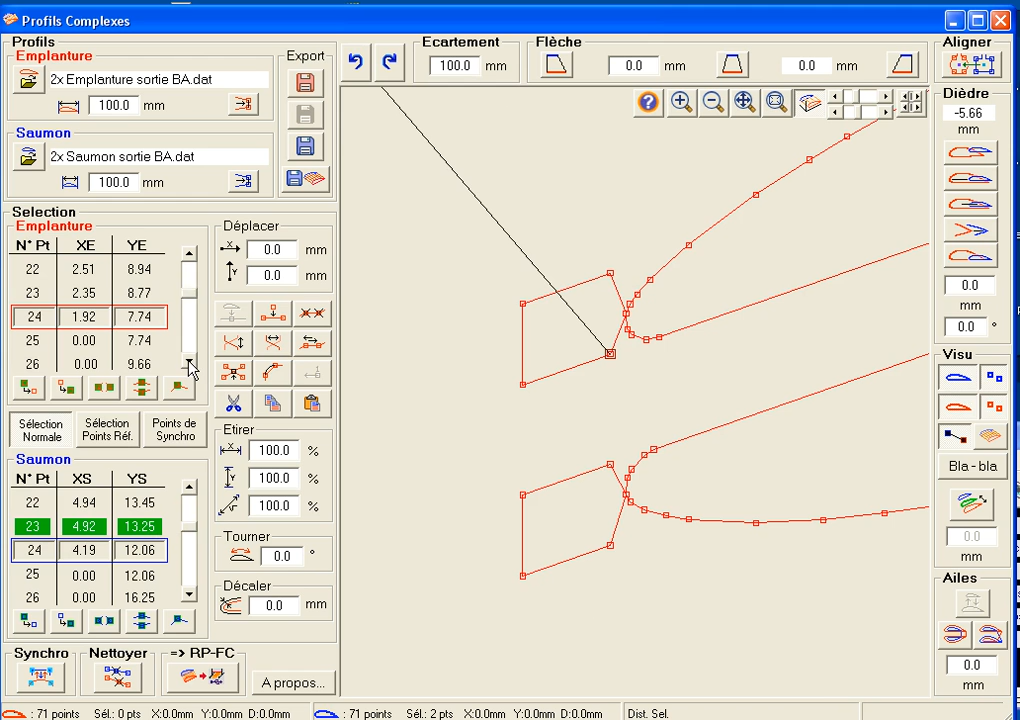 Profils Complexes
Profils
Emplanture
2x Emplanture sortie BA.dat
100.0 mm
Saumon
2x Saumon sortie BA.dat
100.0 mm
Export
Ecartement
100.0 mm
Flèche
0.0 mm
0.0 mm
Aligner
Dièdre
-5.66
mm
0.0
mm
0.0 °
Visu
Bla - bla
0.0
mm
Ailes
0.0
mm
Selection
Emplanture
N° Pt XE YE
22 2.51 8.94
23 2.35 8.77
24 1.92 7.74
25 0.00 7.74
26 0.00 9.66
Sélection Normale
Sélection Points Réf.
Points de Synchro
Saumon
N° Pt XS YS
22 4.94 13.45
23 4.92 13.25
24 4.19 12.06
25 0.00 12.06
26 0.00 16.25
Déplacer
x 0.0 mm
Y 0.0 mm
Etirer
x 100.0 %
Y 100.0 %
100.0 %
Tourner
0.0 °
Décaler
0.0 mm
Synchro
Nettoyer
=> RP-FC
A propos...
: 71 points Sél.: 0 pts X:0.0mm Y:0.0mm D:0.0mm : 71 points Sél.: 2 pts X:0.0mm Y:0.0mm D:0.0mm Dist. Sel.